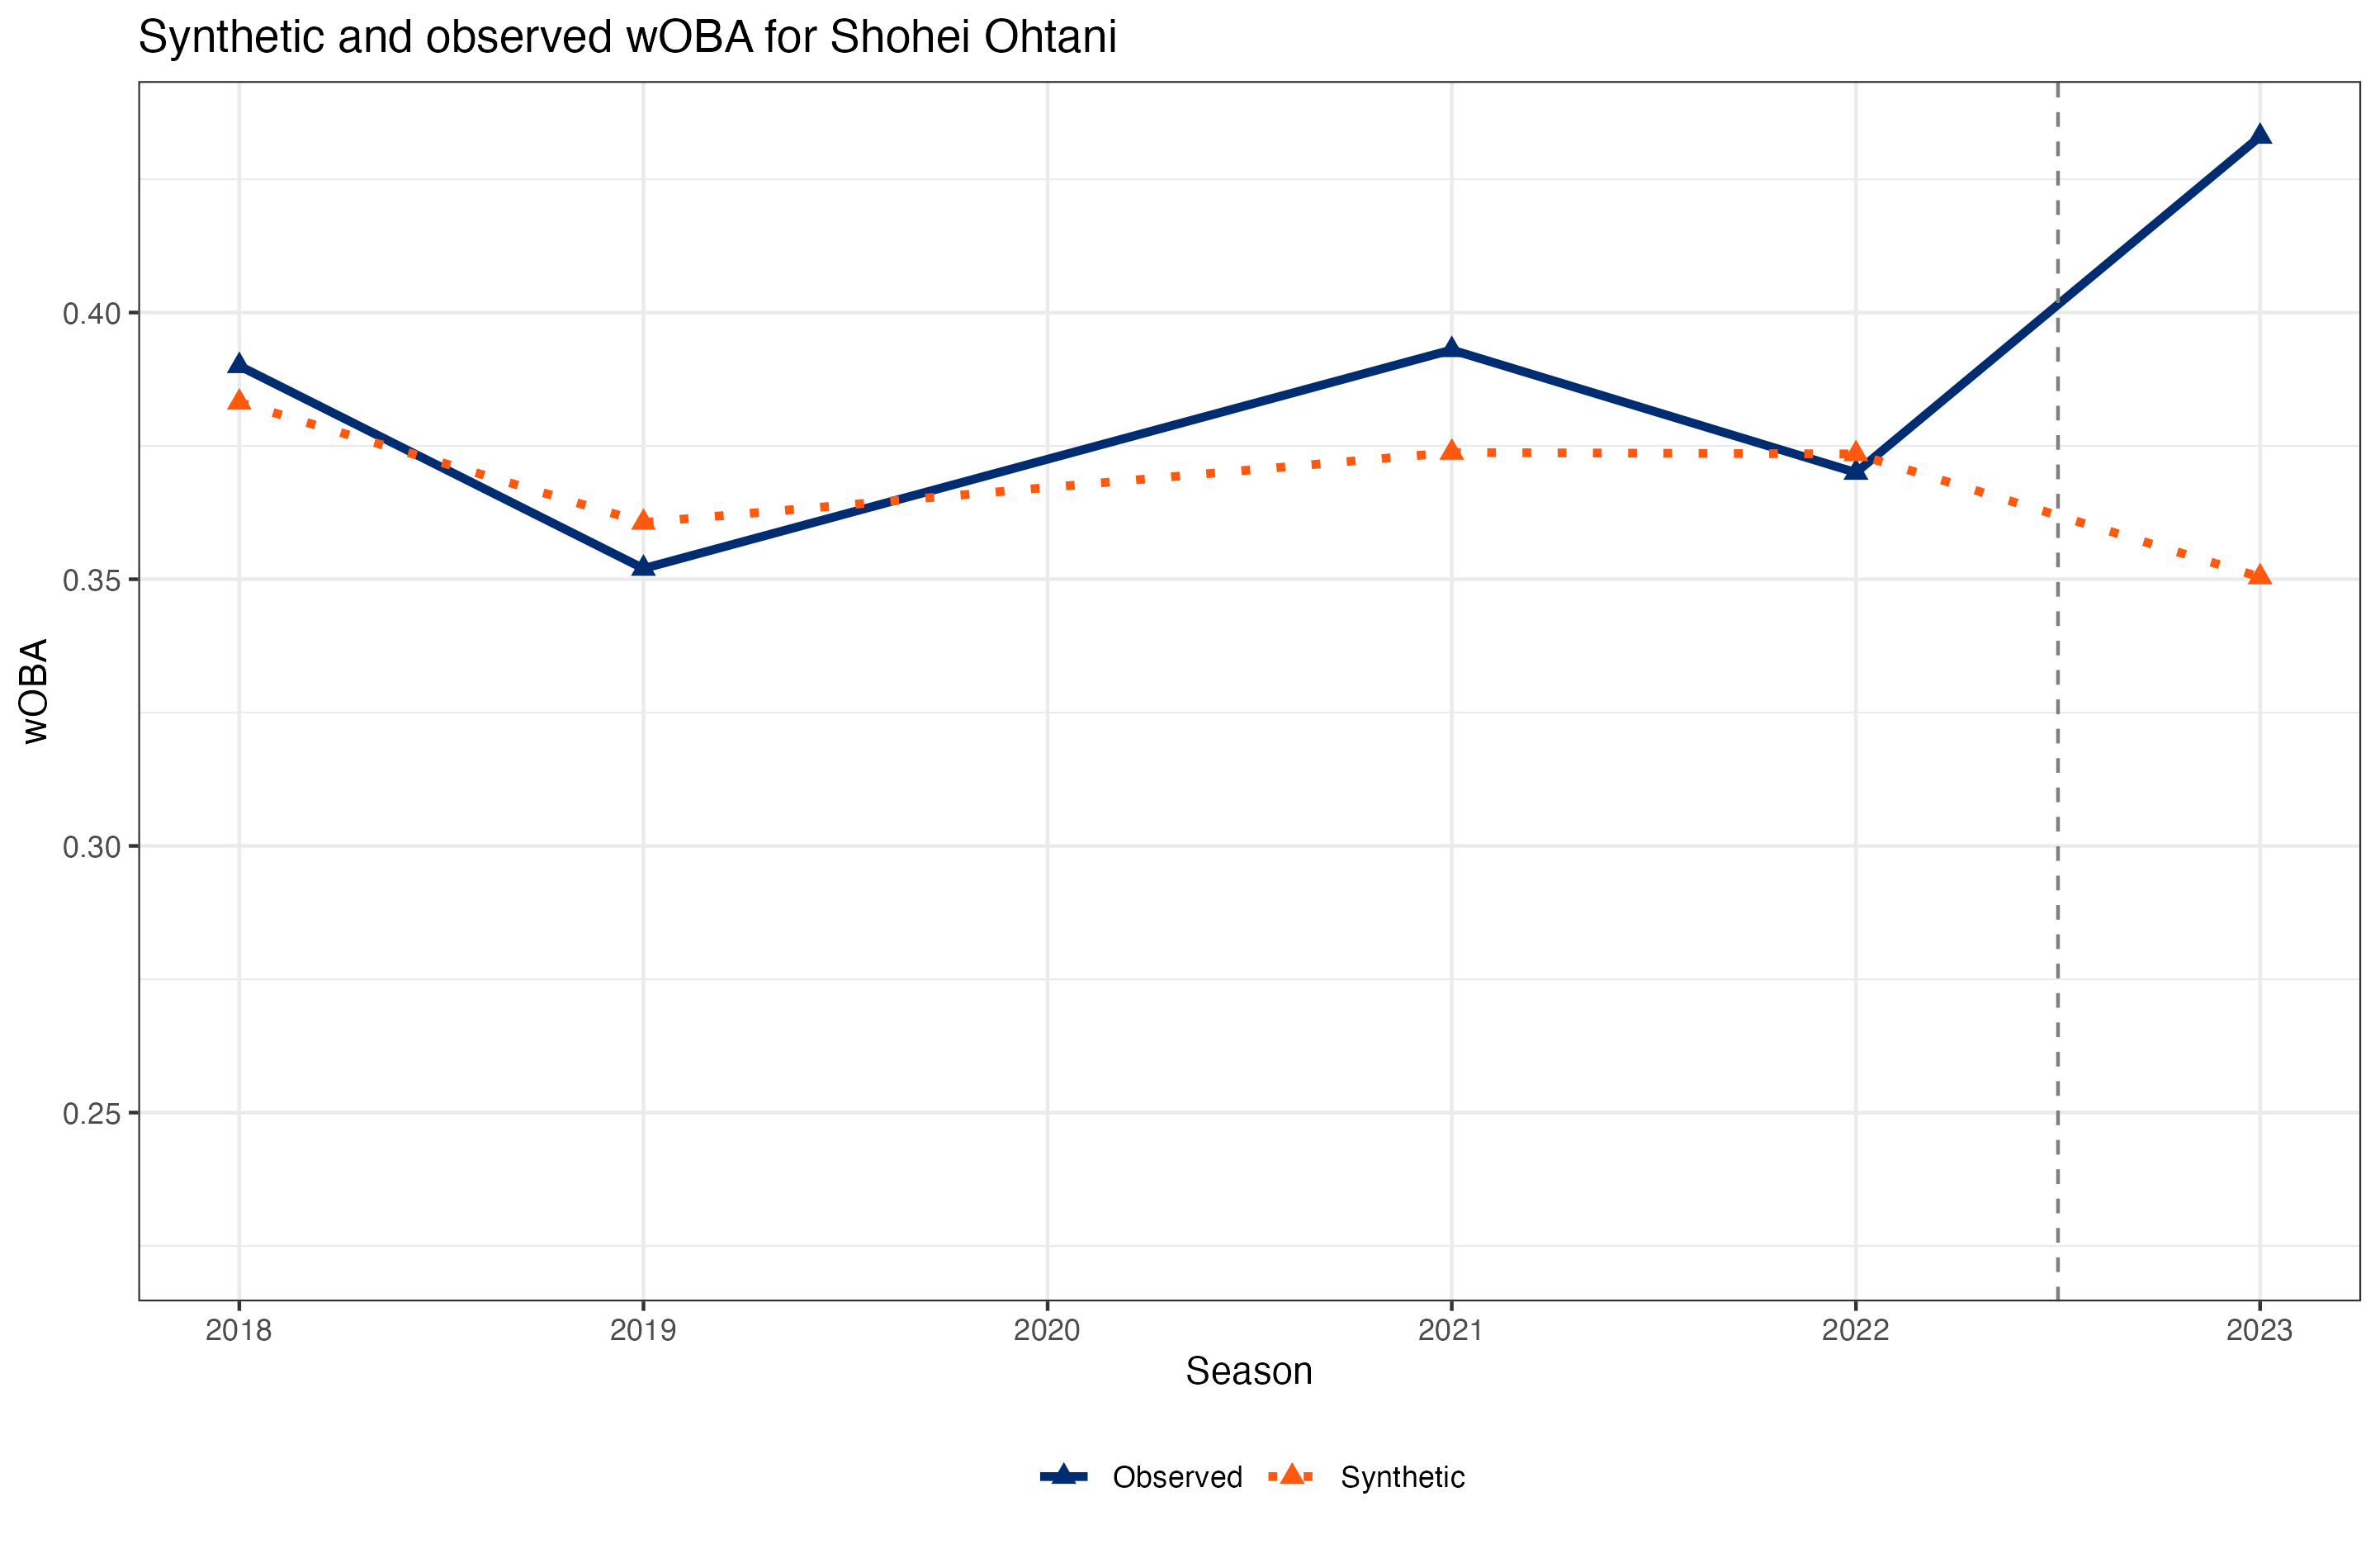 Synthetic and observed wOBA for Shohei Ohtani
wOBA
0.40
0.35
0.30
0.25
2018 2019 2020 2021 2022 2023
Season
Observed Synthetic